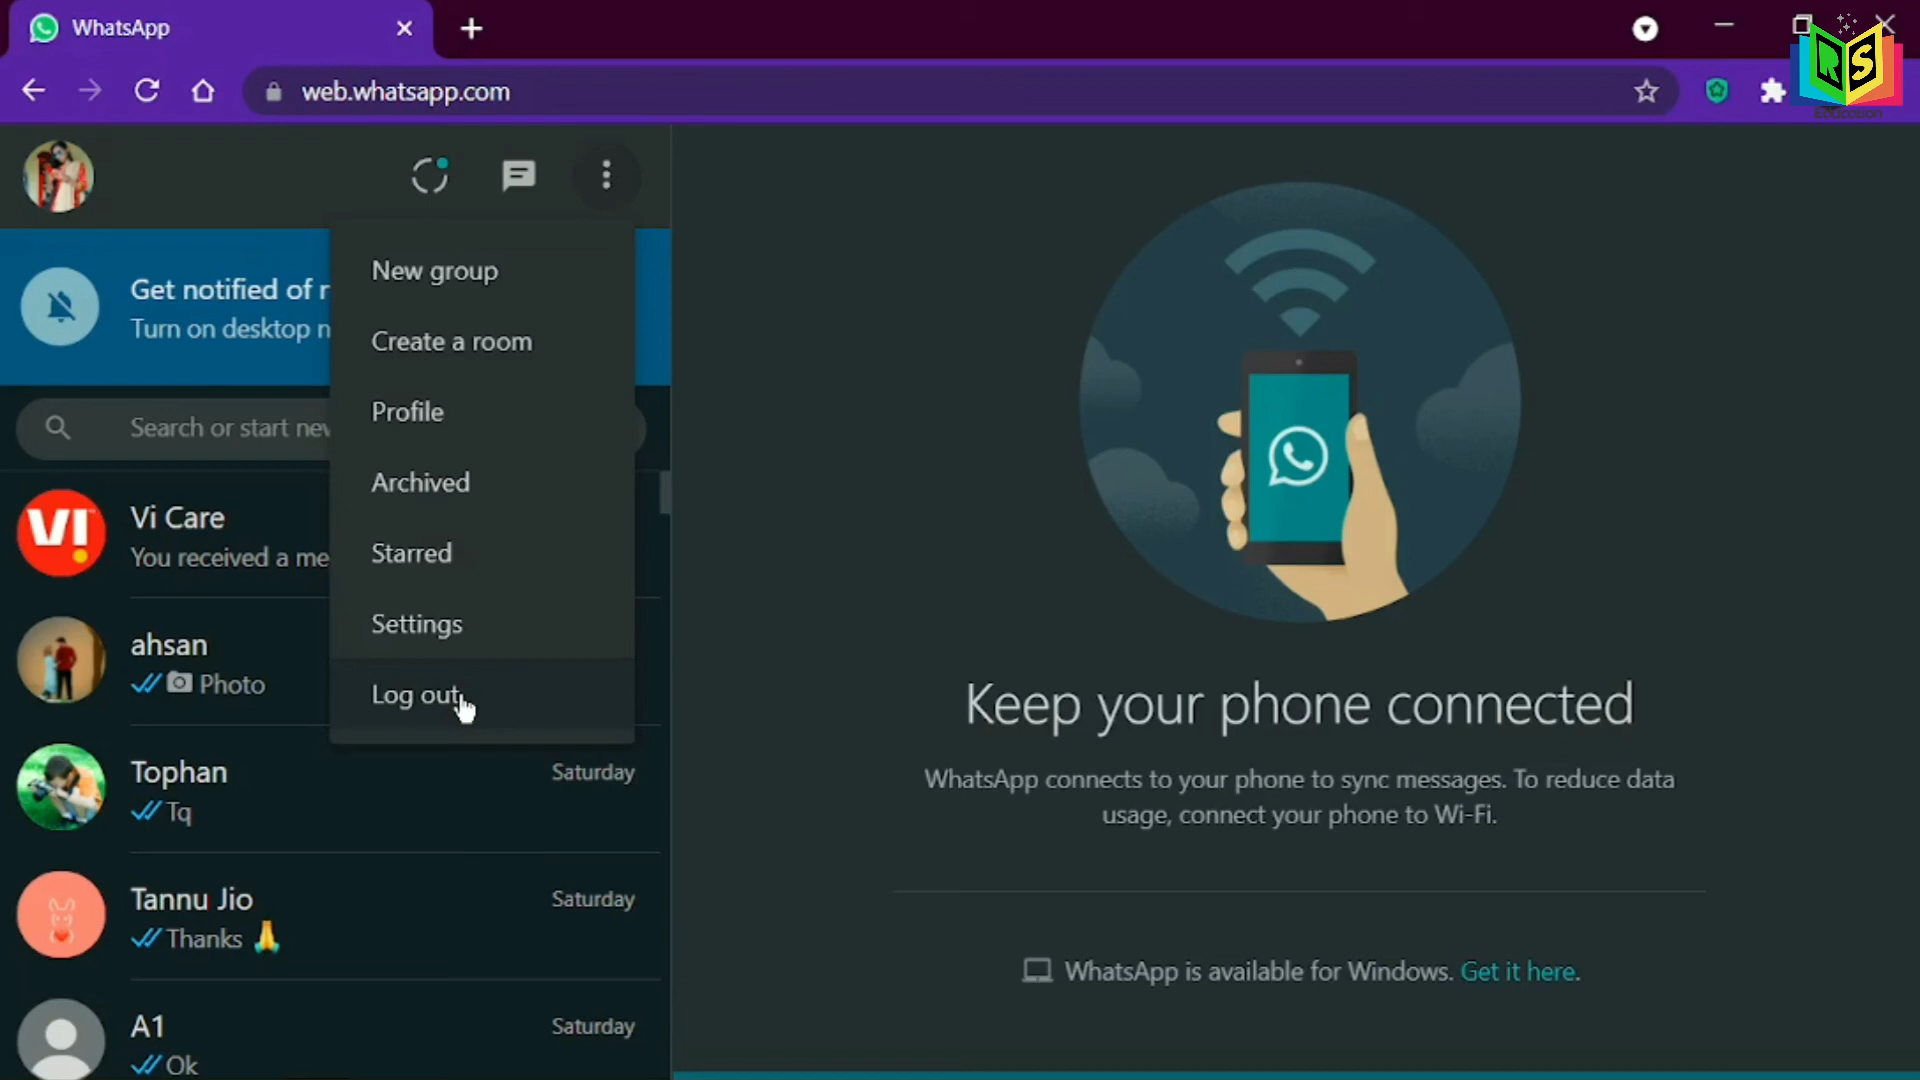 WhatsApp
web.whatsapp.com
RS
Education
Get notified of r
Turn on desktop n
New group
Create a room
Profile
Archived
Starred
Settings
Log out
Search or start nev
Vi Care
You received a me
ahsan
Photo
Tophan
Saturday
Tq
Tannu Jio
Saturday
Thanks 🙏
A1
Saturday
Ok
VI
Keep your phone connected
WhatsApp connects to your phone to sync messages. To reduce data
usage, connect your phone to Wi-Fi.
WhatsApp is available for Windows. Get it here.